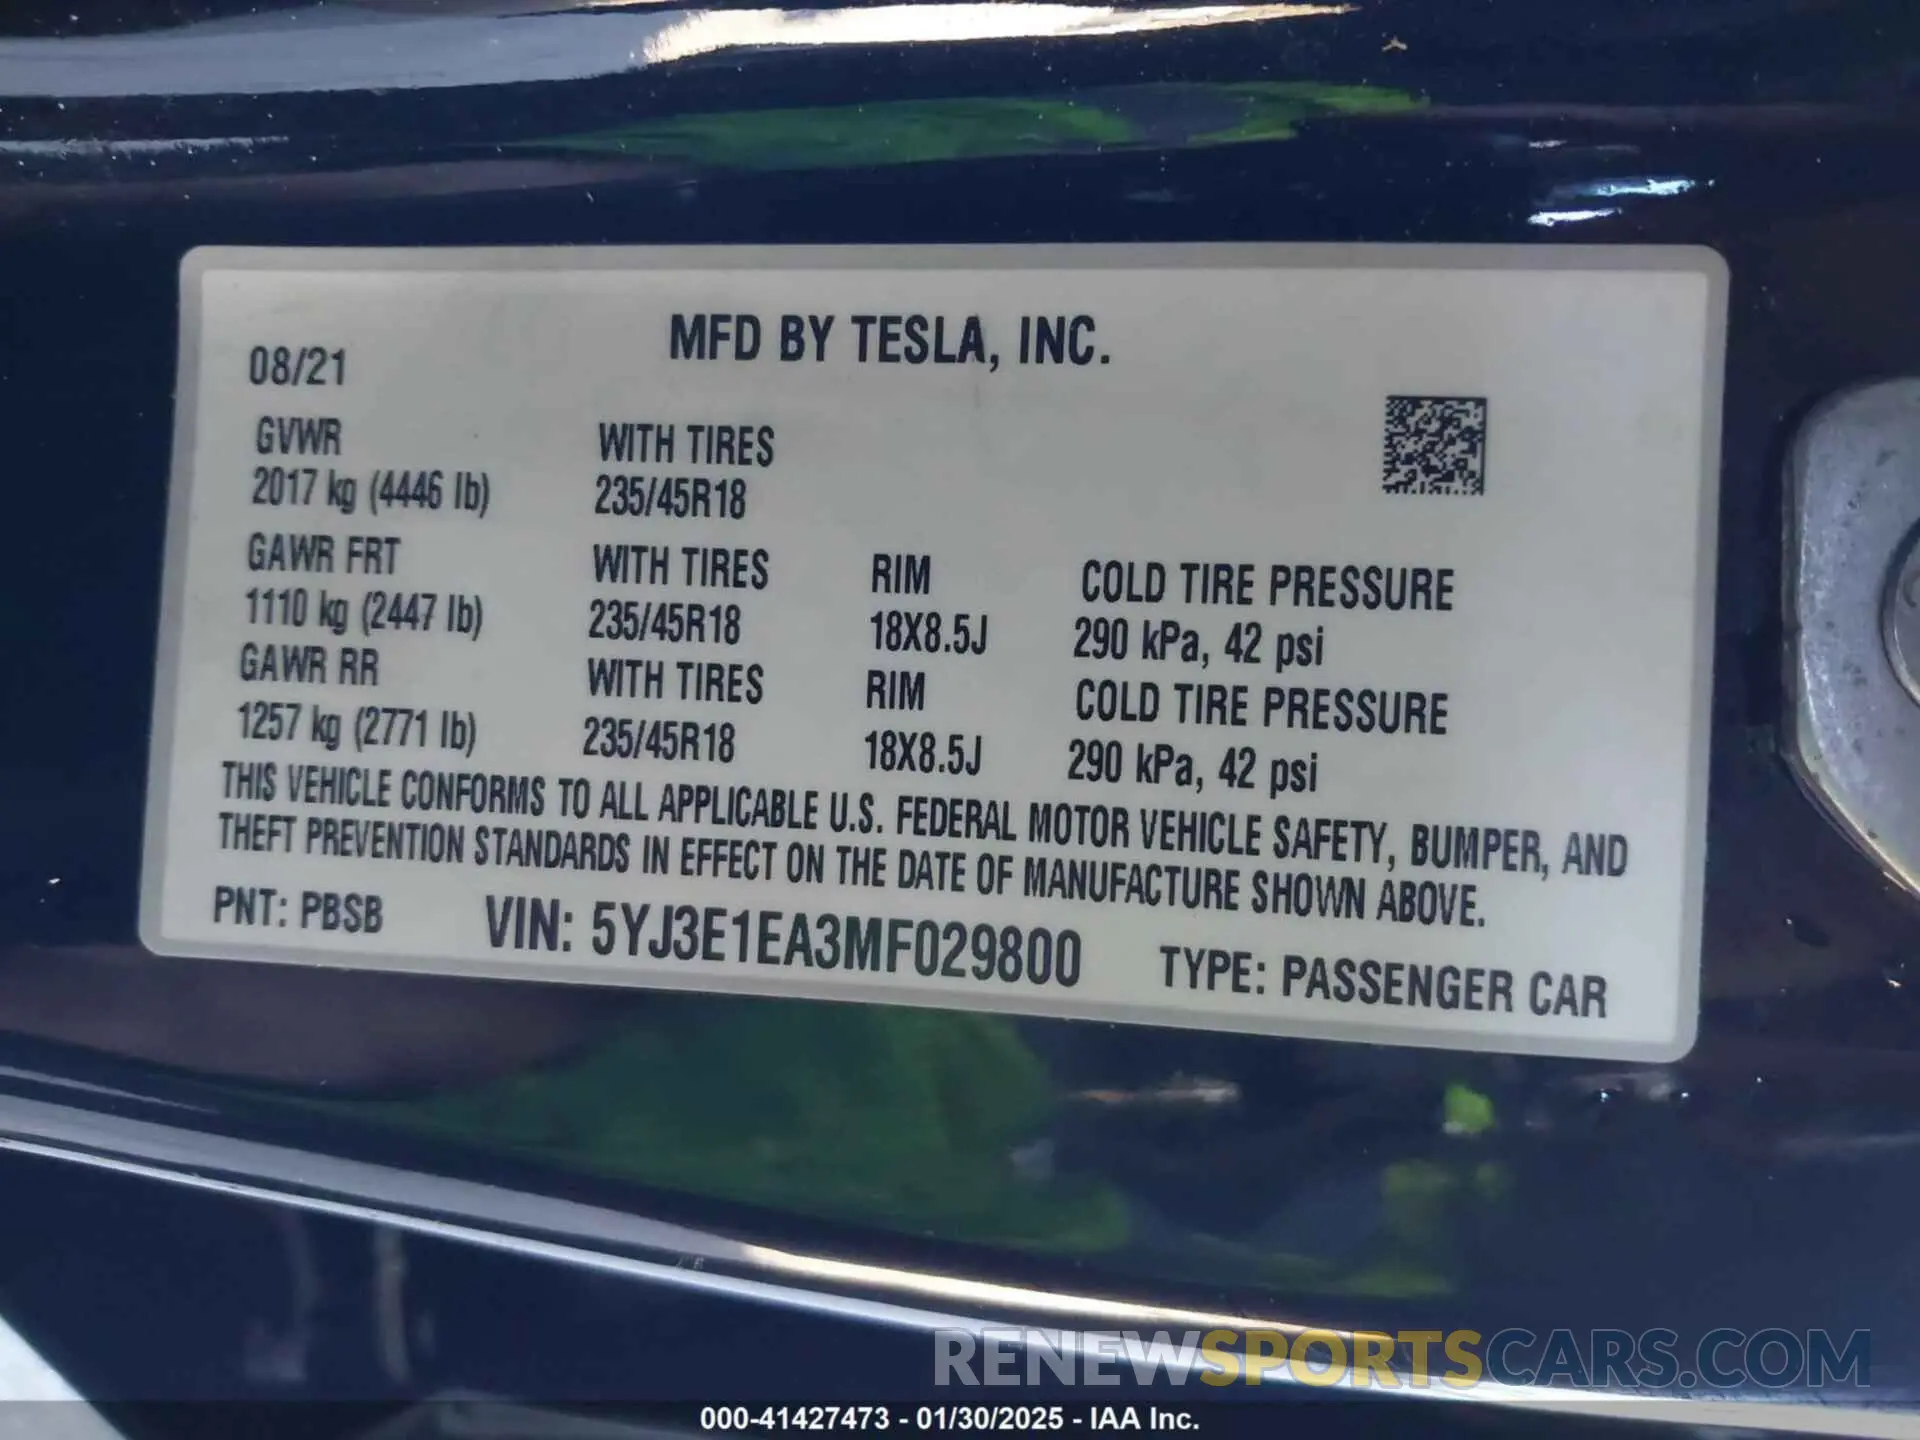 MFD BY TESLA, INC.
08/21
GVWR WITH TIRES
2017 kg (4446 lb) 235/45R18
GAWR FRT WITH TIRES RIM COLD TIRE PRESSURE
1110 kg (2447 lb) 235/45R18 18X8.5J 290 kPa, 42 psi
GAWR RR WITH TIRES RIM COLD TIRE PRESSURE
1257 kg (2771 lb) 235/45R18 18X8.5J 290 kPa, 42 psi
THIS VEHICLE CONFORMS TO ALL APPLICABLE U.S. FEDERAL MOTOR VEHICLE SAFETY, BUMPER, AND
THEFT PREVENTION STANDARDS IN EFFECT ON THE DATE OF MANUFACTURE SHOWN ABOVE.
PNT: PBSB VIN: 5YJ3E1EA3MF029800 TYPE: PASSENGER CAR
RENEWSPORTSCARS.COM
000-41427473 - 01/30/2025 - IAA Inc.